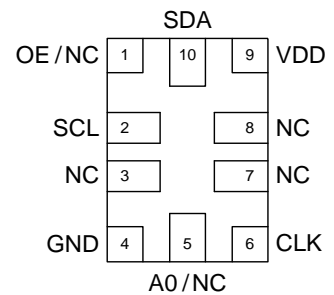 SDA
OE/NC 1 10 9 VDD
SCL 2 8 NC
NC 3 7 NC
GND 4 5 6 CLK
A0/NC